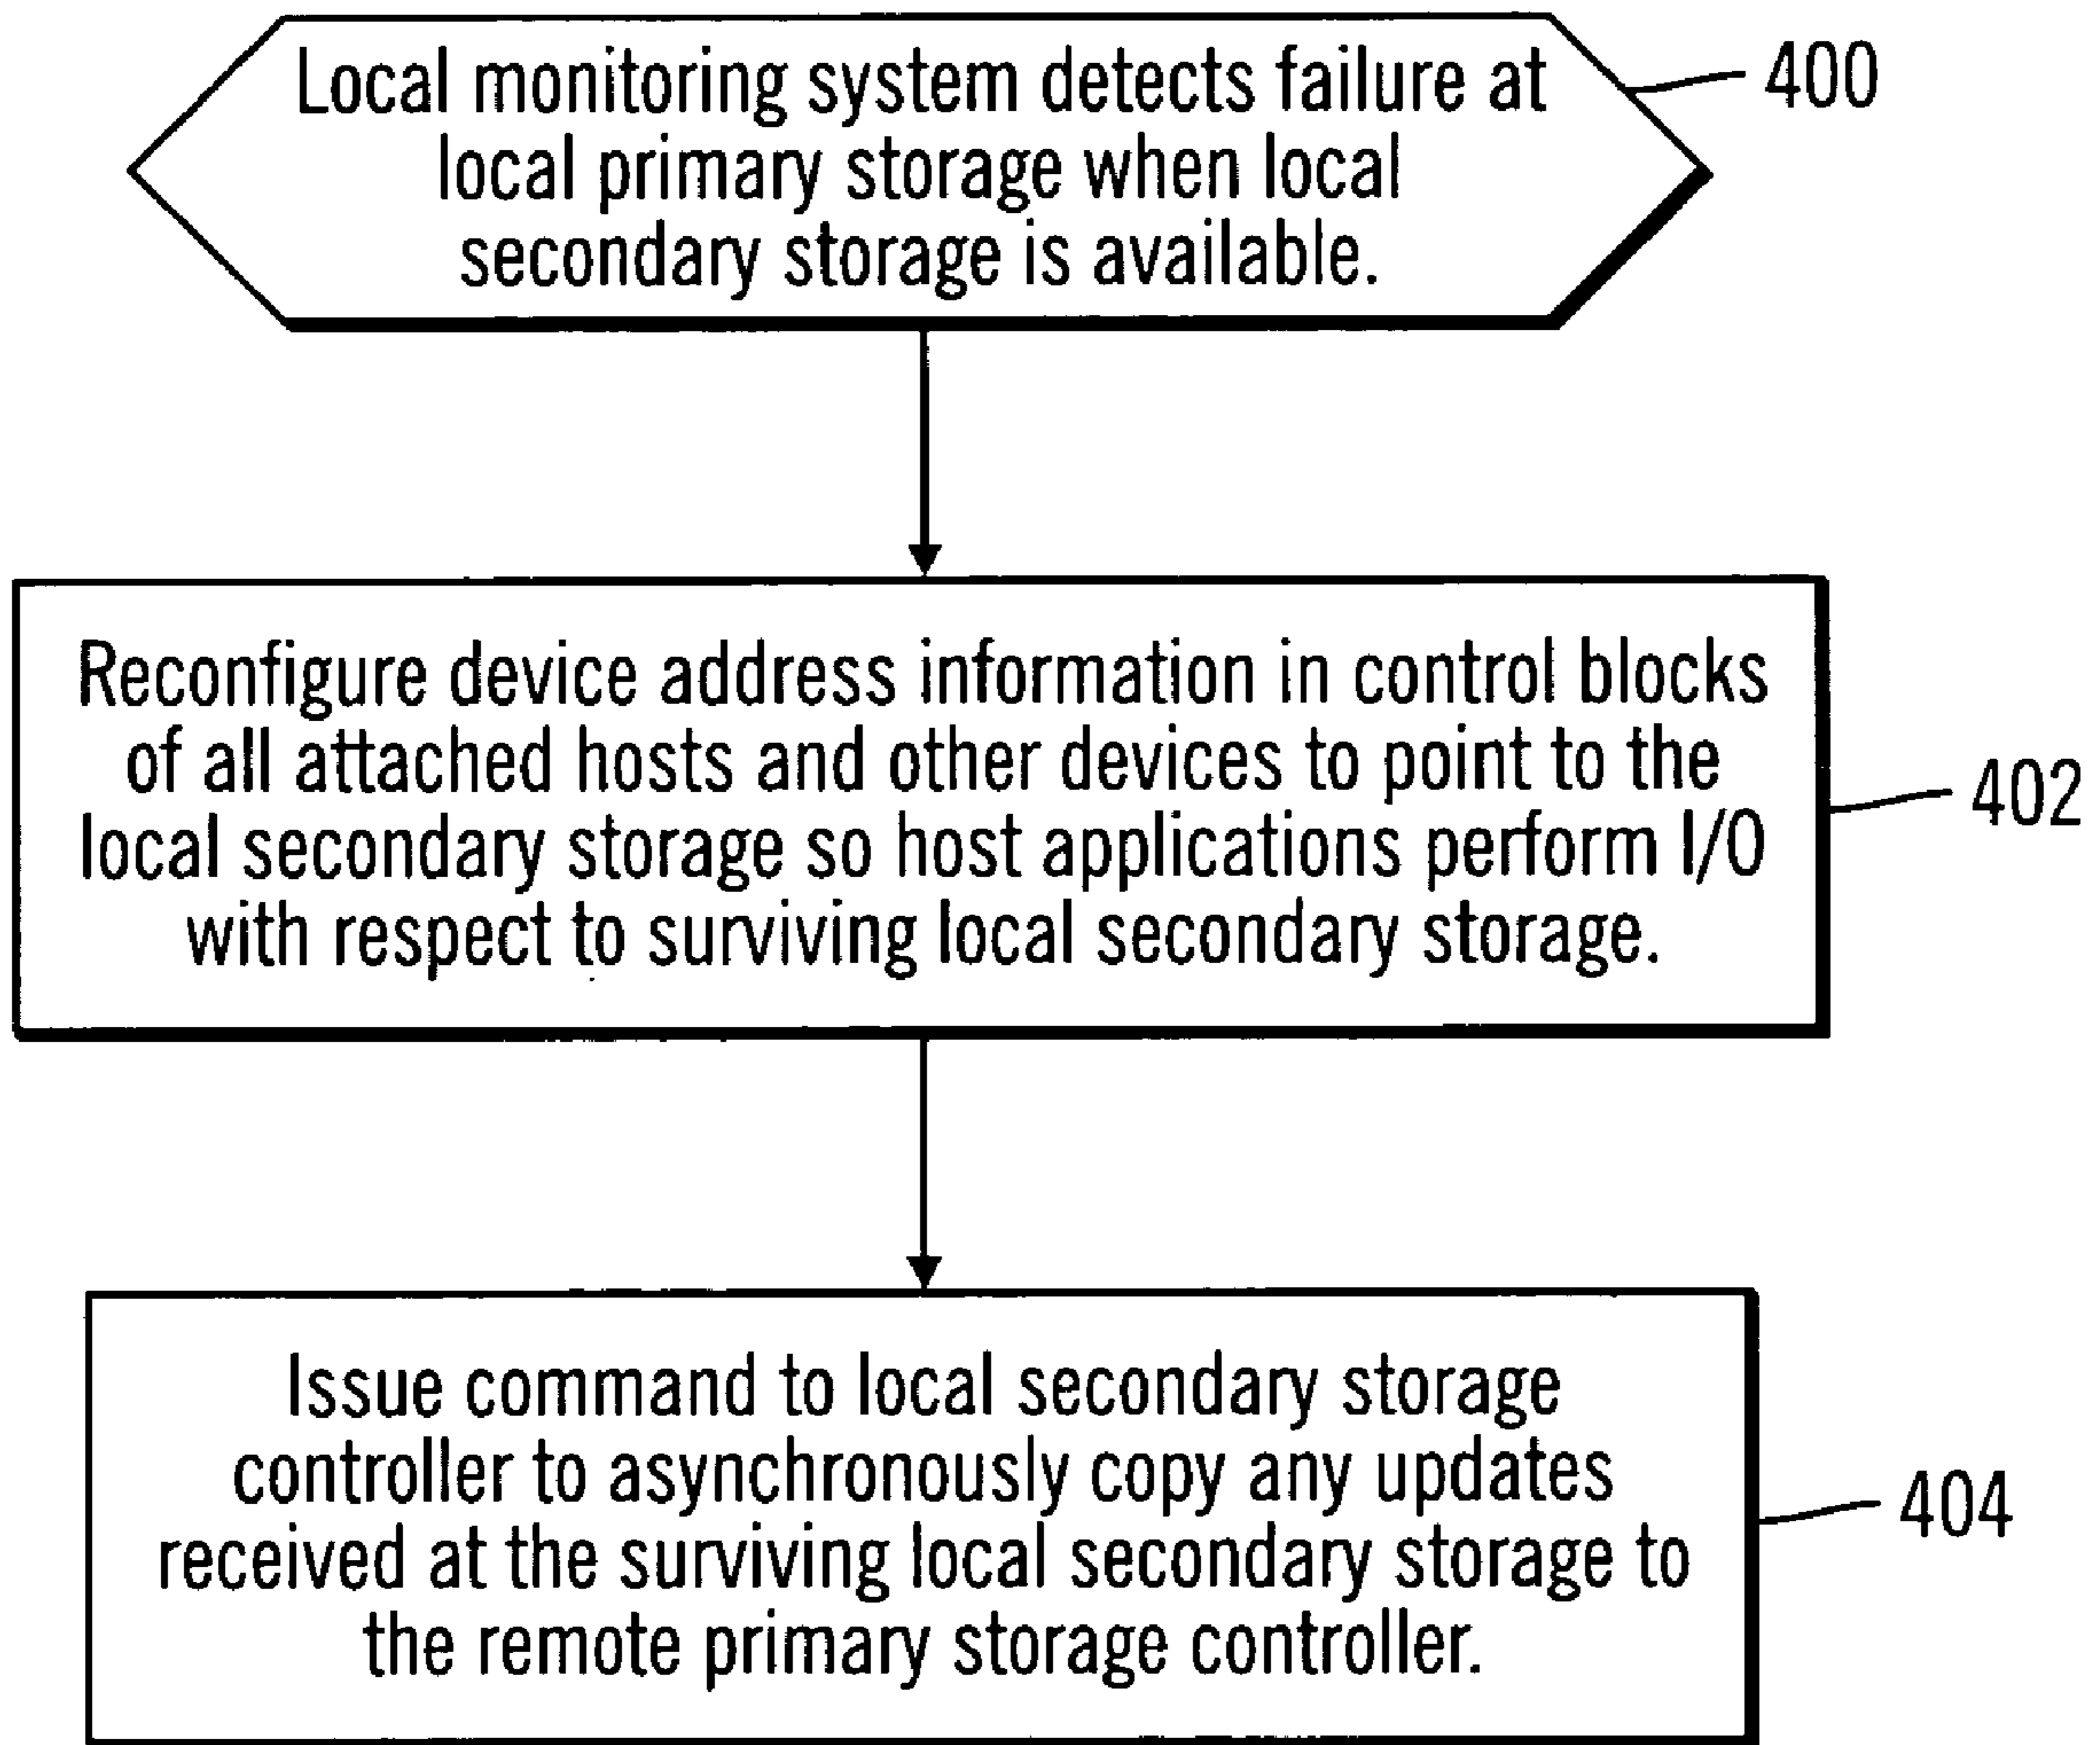 Local monitoring system detects failure at
400
local primary storage when local
secondary storage is available.
Reconfigure device address information in control blocks
of all attached hosts and other devices to point to the
402
local secondary storage so host applications perform I/O
with respect to surviving local secondary storage.
Issue command to local secondary storage
controller to asynchronously copy any updates
404
received at the surviving local secondary storage to
the remote primary storage controller.